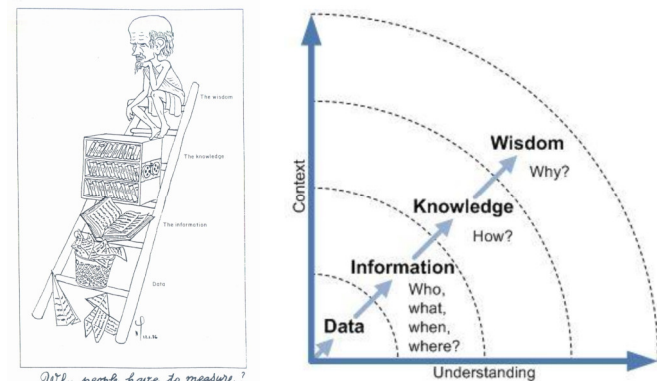 The wisdom
The knowledge
The information
Data
people have to measure?
Context
Wisdom
Why?
Knowledge
How?
Information
Who,
what,
when,
where?
Data
Understanding